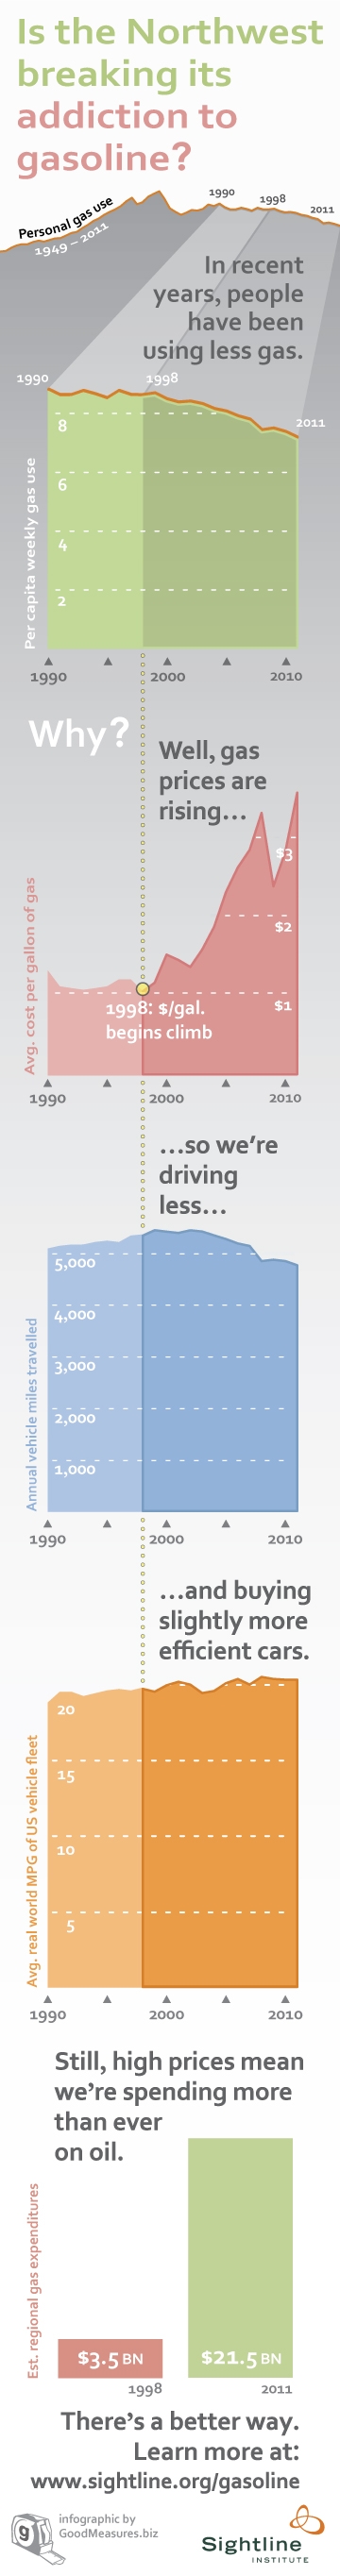 Is the Northwest
breaking its
addiction to
gasoline?
Personal gas use
1949 – 2011
1990
1998
2011
In recent
years, people
have been
using less gas.
1990
1998
2011
8
6
4
2
Per capita weekly gas use
1990
2000
2010
Why?
Well, gas
prices are
rising...
$3
$2
$1
1998: $/gal.
begins climb
Avg. cost per gallon of gas
1990
2000
2010
...so we're
driving
less...
5,000
4,000
3,000
2,000
1,000
Annual vehicle miles travelled
1990
2000
2010
...and buying
slightly more
efficient cars.
20
15
10
5
Avg. real world MPG of US vehicle fleet
1990
2000
2010
Still, high prices mean
we're spending more
than ever
on oil.
Est. regional gas expenditures
$3.5 BN
$21.5 BN
1998
2011
There's a better way.
Learn more at:
www.sightline.org/gasoline
g
infographic by
GoodMeasures.biz
Sightline
INSTITUTE